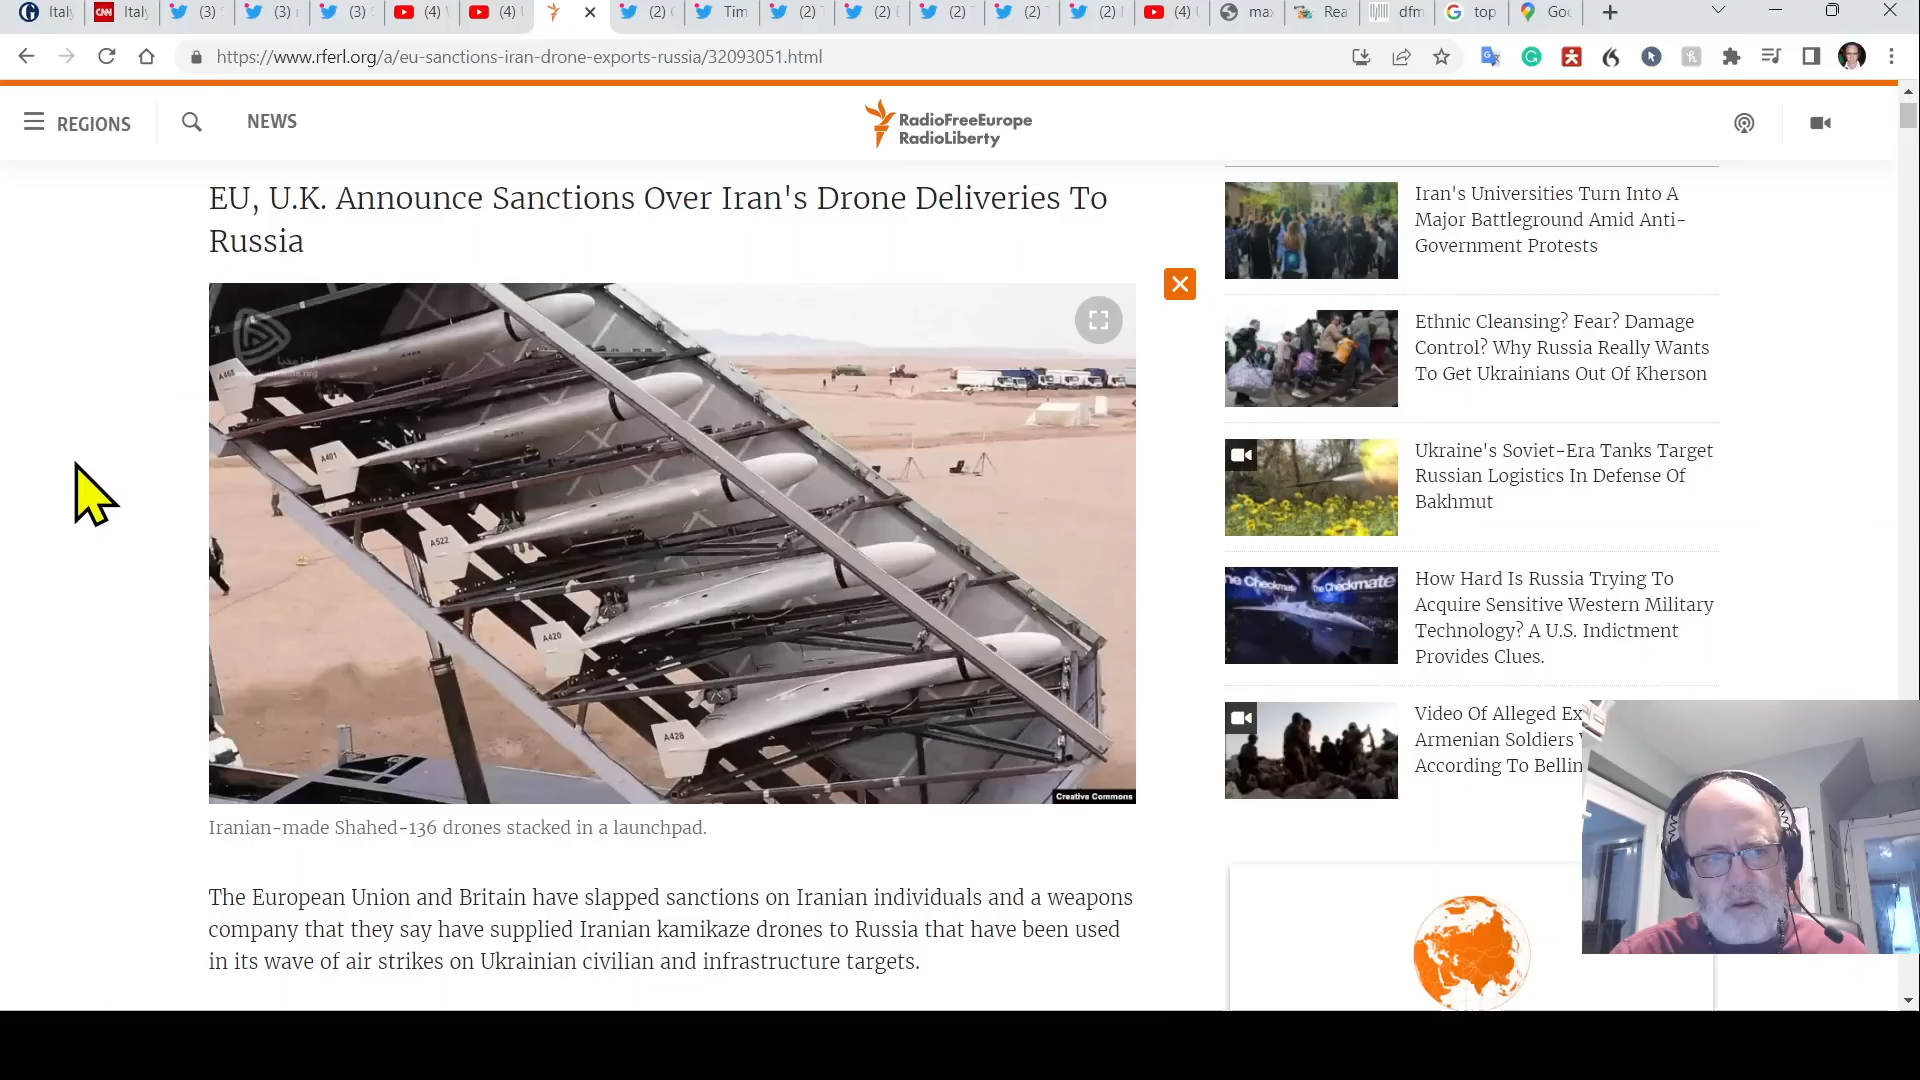 Italy
Italy
(3)
(3)
(3)
(4)
(4)
(2)
Tim
(2)
(2)
(2)
(2)
(2)
(4)
Rea
dfm
top
https://www.rferl.org/a/eu-sanctions-iran-drone-exports-russia/32093051.html
REGIONS
NEWS
RadioFreeEurope
RadioLiberty
EU, U.K. Announce Sanctions Over Iran's Drone Deliveries To
Russia
A401
A522
A420
A428
Creative Commons
Iranian-made Shahed-136 drones stacked in a launchpad.
The European Union and Britain have slapped sanctions on Iranian individuals and a weapons
company that they say have supplied Iranian kamikaze drones to Russia that have been used
in its wave of air strikes on Ukrainian civilian and infrastructure targets.
Iran's Universities Turn Into A
Major Battleground Amid Anti-
Government Protests
Ethnic Cleansing? Fear? Damage
Control? Why Russia Really Wants
To Get Ukrainians Out Of Kherson
Ukraine's Soviet-Era Tanks Target
Russian Logistics In Defense Of
Bakhmut
The Checkmate
How Hard Is Russia Trying To
Acquire Sensitive Western Military
Technology? A U.S. Indictment
Provides Clues.
Video Of Alleged Ex
Armenian Soldiers
According To Bellin